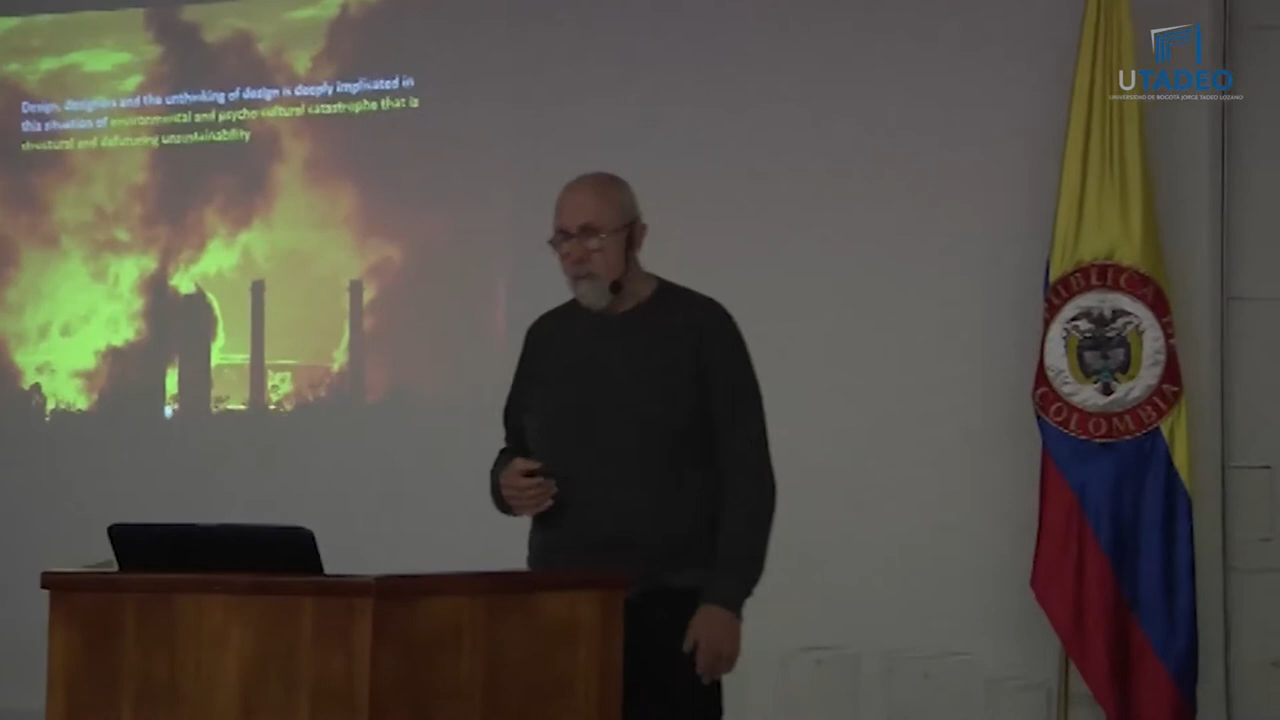 Design, designers and the unthinking of design is deeply implicated in
this situation of environmental and psycho cultural catastrophe that is
structural and defuturing unsustainability
UTADEO
UNIVERSIDAD DE BOGOTÁ JORGE TADEO LOZANO
REPUBLICA DE
COLOMBIA